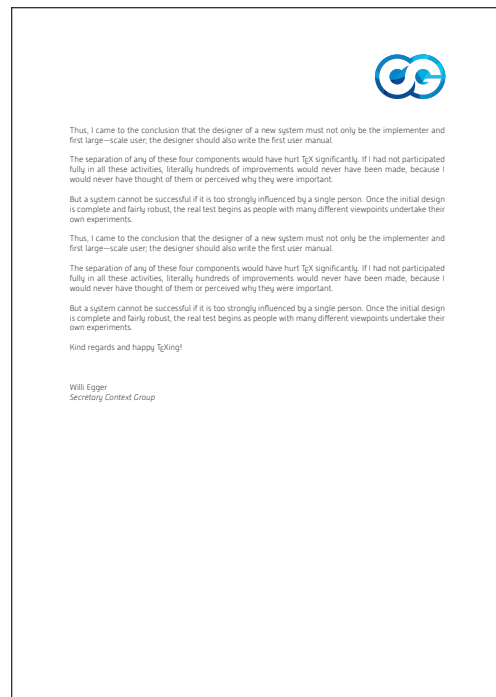 CG
Thus, I came to the conclusion that the designer of a new system must not only be the implementer and
first large--scale user; the designer should also write the first user manual.
The separation of any of these four components would have hurt TEX significantly. If I had not participated
fully in all these activities, literally hundreds of improvements would never have been made, because I
would never have thought of them or perceived why they were important.
But a system cannot be successful if it is too strongly influenced by a single person. Once the initial design
is complete and fairly robust, the real test begins as people with many different viewpoints undertake their
own experiments.
Thus, I came to the conclusion that the designer of a new system must not only be the implementer and
first large--scale user; the designer should also write the first user manual.
The separation of any of these four components would have hurt TEX significantly. If I had not participated
fully in all these activities, literally hundreds of improvements would never have been made, because I
would never have thought of them or perceived why they were important.
But a system cannot be successful if it is too strongly influenced by a single person. Once the initial design
is complete and fairly robust, the real test begins as people with many different viewpoints undertake their
own experiments.
Kind regards and happy TEXing!
Willi Egger
Secretary Context Group